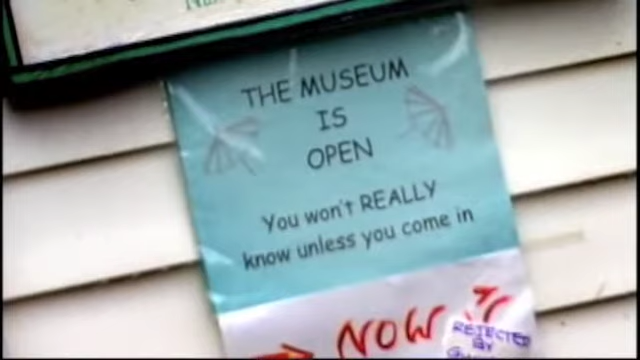 THE MUSEUM
IS
OPEN
You won't REALLY
know unless you come in
NOW
REJECTED
BY